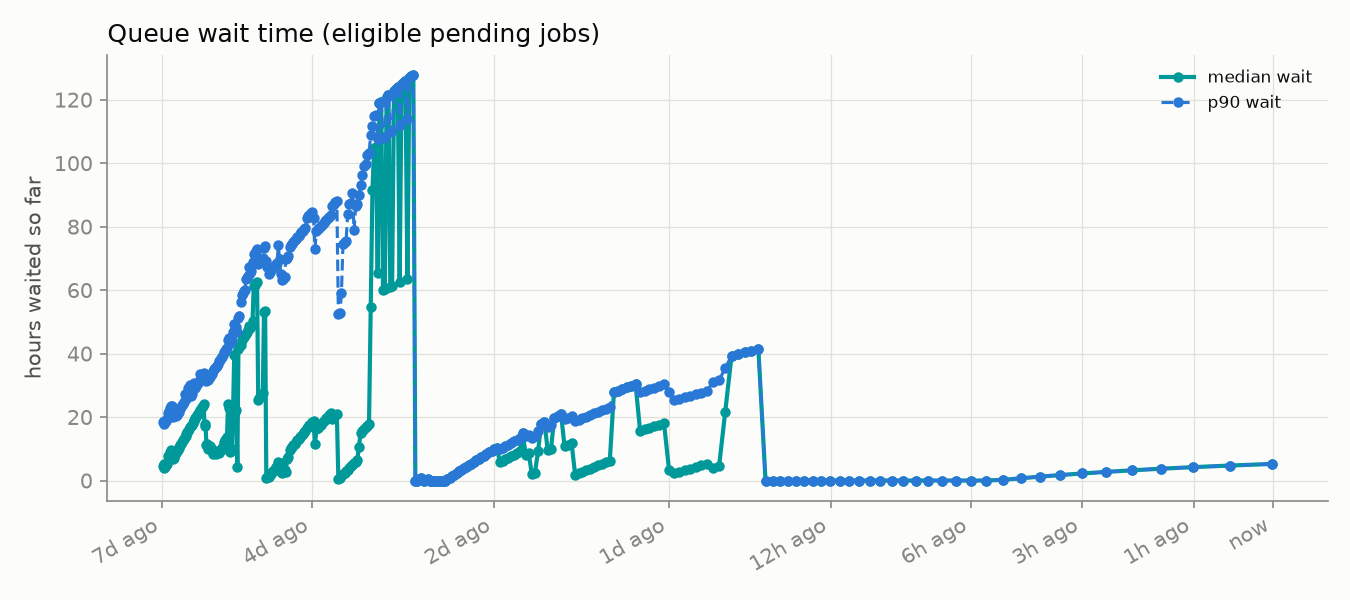 Queue wait time (eligible pending jobs)
median wait
p90 wait
hours waited so far
120
100
80
60
40
20
0
7d ago
4d ago
2d ago
1d ago
12h ago
6h ago
3h ago
1h ago
now